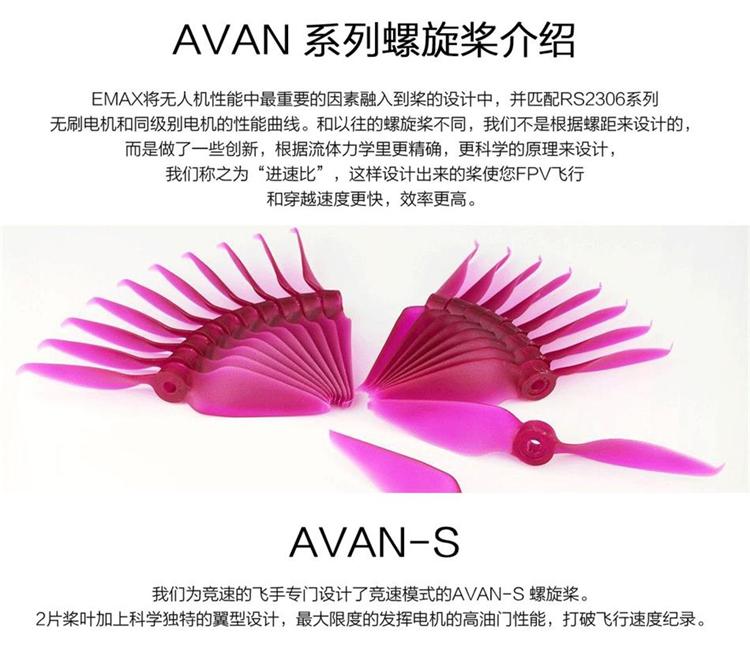 AVAN 系列螺旋桨介绍
EMAX将无人机性能中最重要的因素融入到桨的设计中，并匹配RS2306系列
无刷电机和同级别电机的性能曲线。和以往的螺旋桨不同，我们不是根据螺距来设计的，
而是做了一些创新，根据流体力学里更精确，更科学的原理来设计，
我们称之为“进速比”，这样设计出来的桨使您FPV飞行
和穿越速度更快，效率更高。
AVAN-S
我们为竞速的飞手专门设计了竞速模式的AVAN-S 螺旋桨。
2片桨叶加上科学独特的翼型设计，最大限度的发挥电机的高油门性能，打破飞行速度纪录。